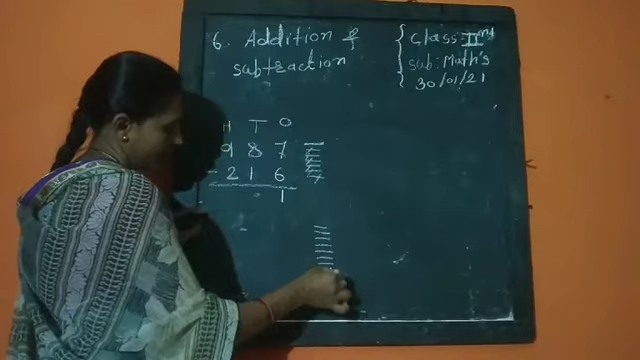 6. Addition &
subtraction
Class: IInd
Sub: Math's
30/01/21
H T O
9 8 7
- 2 1 6
1